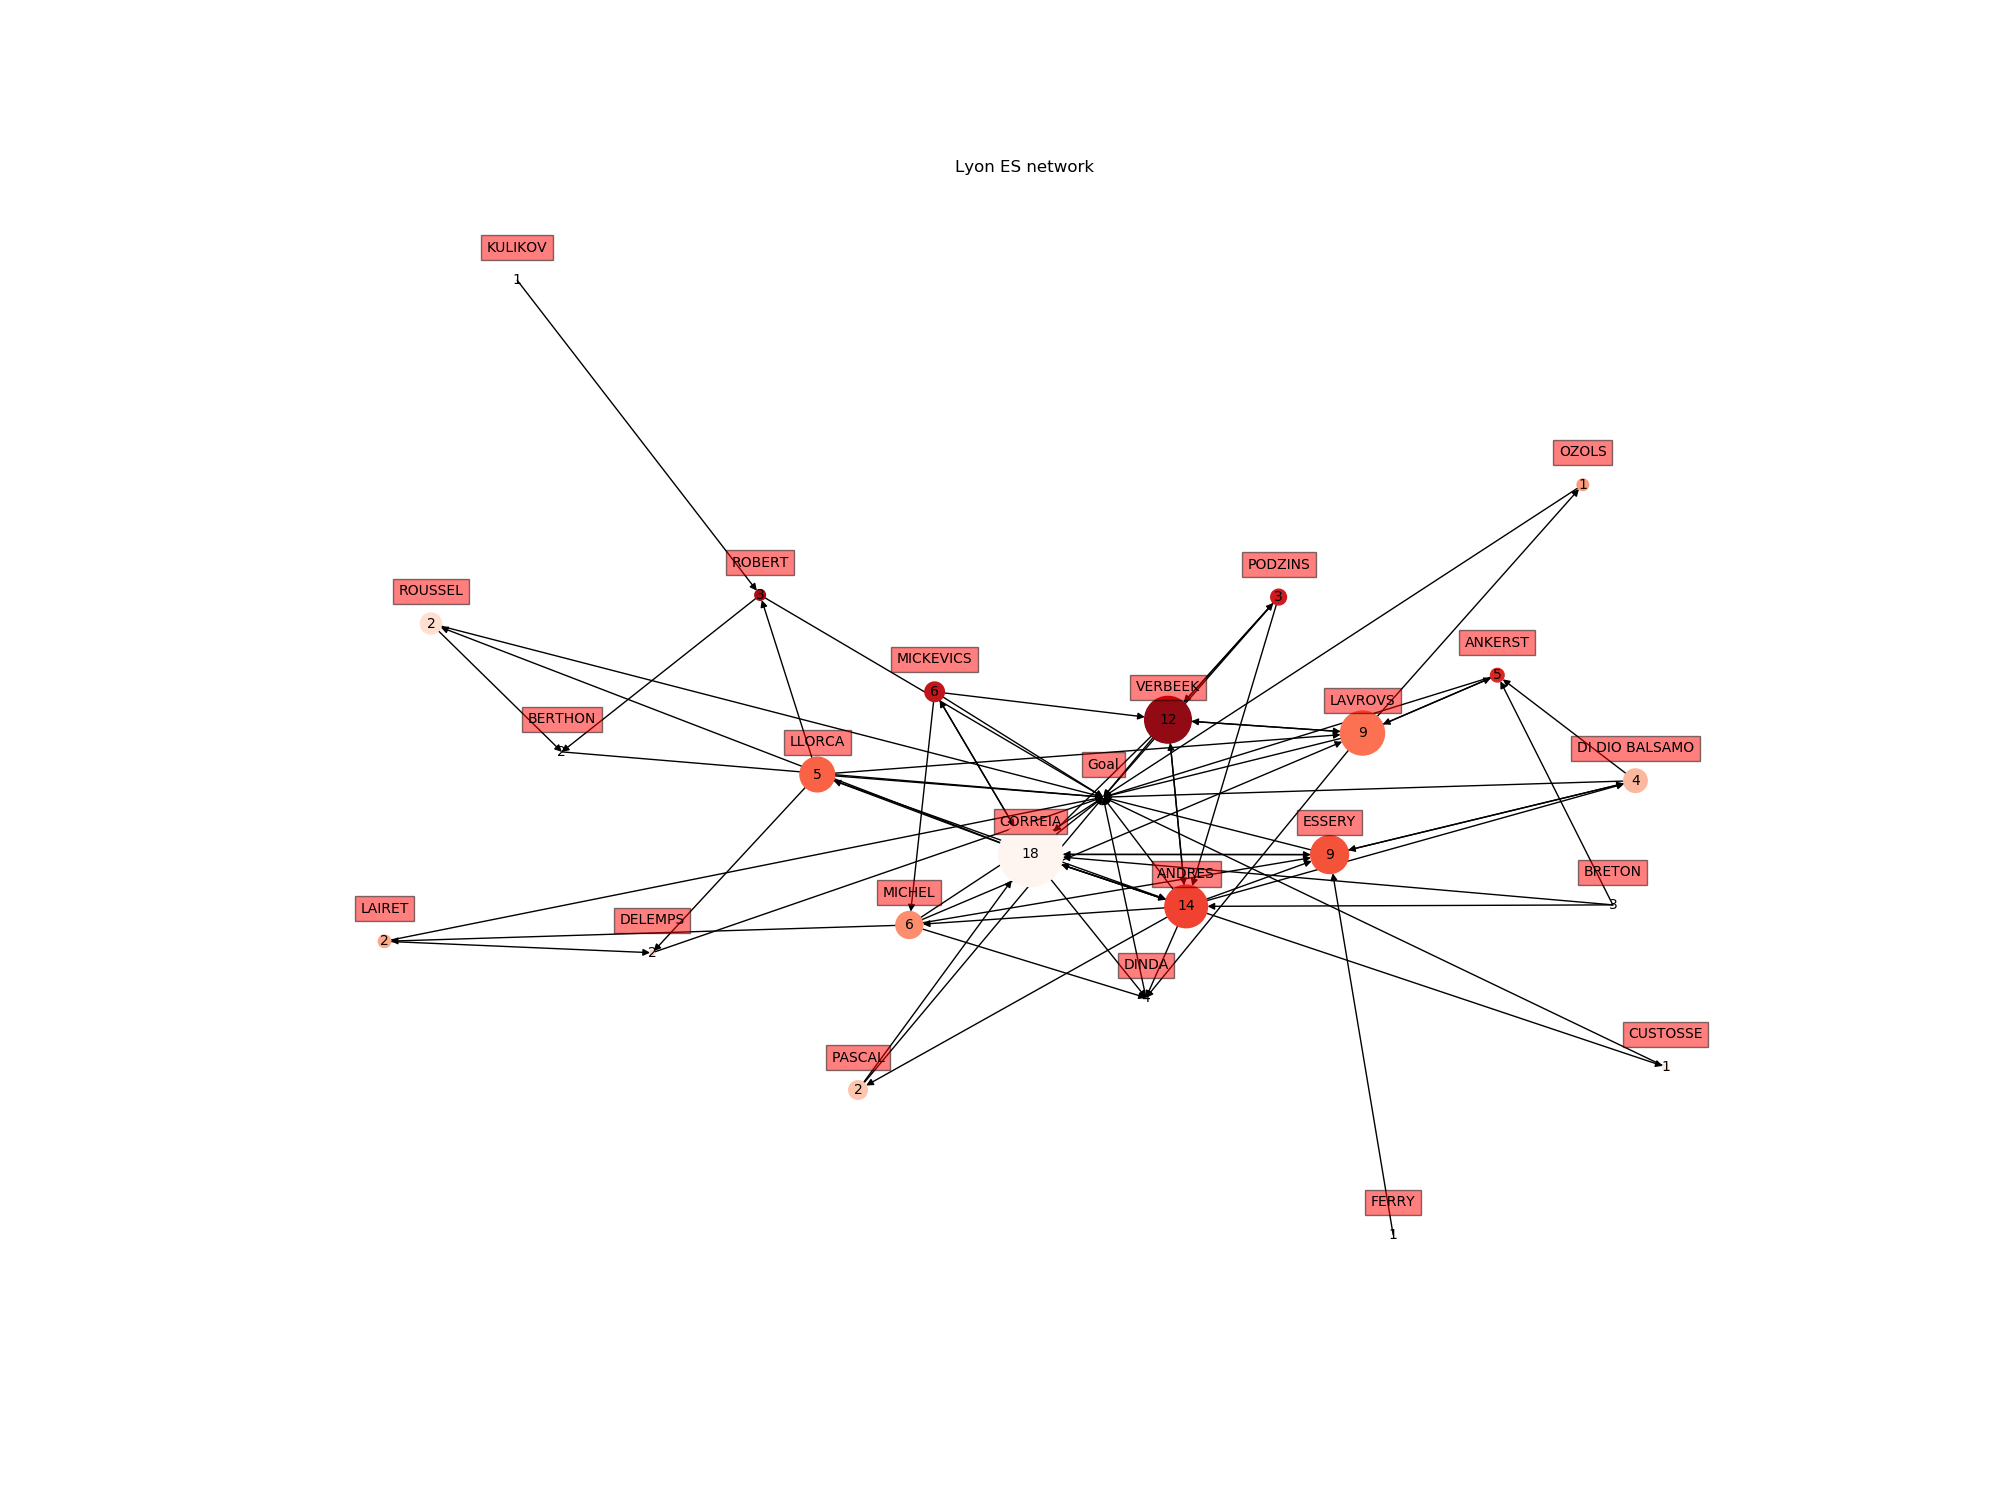 Lyon ES network
KULIKOV
1
OZOLS
1
ROBERT
3
PODZINS
3
ROUSSEL
2
ANKERST
5
MICKEVICS
6
VERBEEK
12
LAVROVS
9
BERTHON
2
LLORCA
5
DI DIO BALSAMO
4
Goal
CORREIA
18
ESSERY
9
ANDRES
14
BRETON
3
MICHEL
6
LAIRET
2
DELEMPS
2
DINDA
4
CUSTOSSE
1
PASCAL
2
FERRY
1